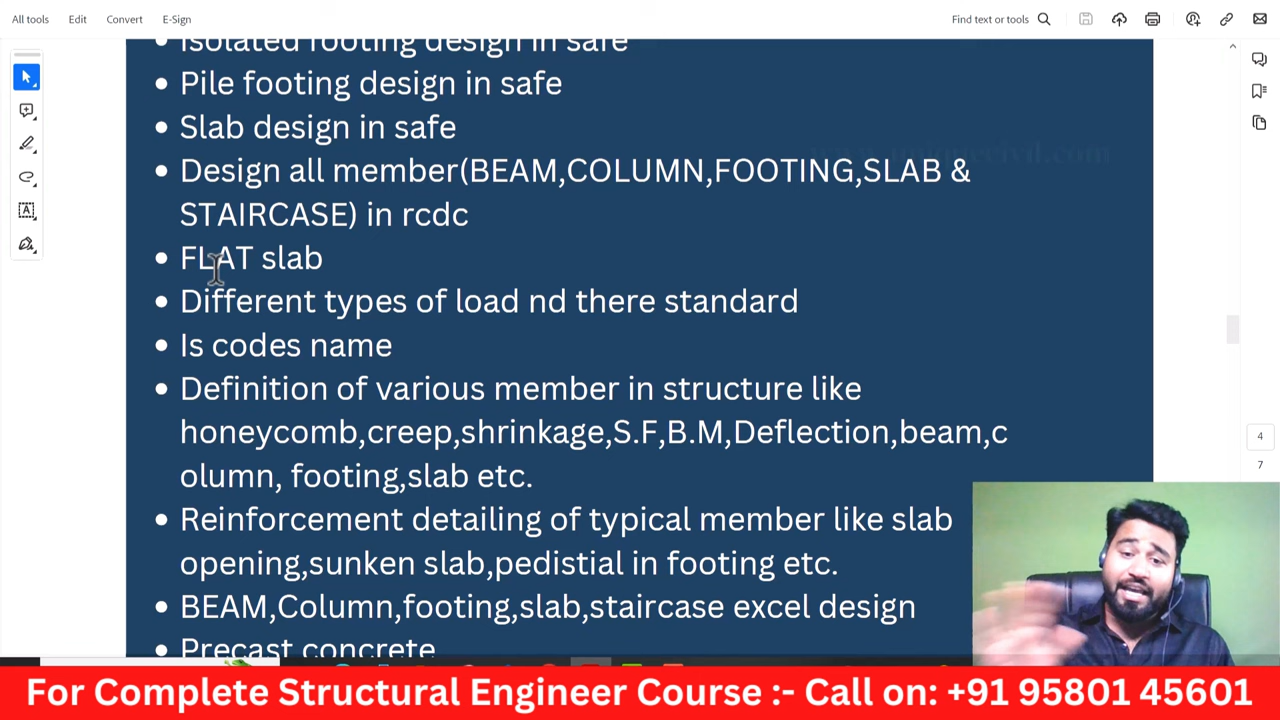 All tools Edit Convert E-Sign Find text or tools
Isolated footing design in safe
Pile footing design in safe
Slab design in safe
Design all member(BEAM,COLUMN,FOOTING,SLAB &
STAIRCASE) in rcdc
FLAT slab
Different types of load nd there standard
Is codes name
Definition of various member in structure like
honeycomb,creep,shrinkage,S.F,B.M,Deflection,beam,c
olumn, footing,slab etc.
4
7
Reinforcement detailing of typical member like slab
opening,sunken slab,pedistial in footing etc.
BEAM,Column,footing,slab,staircase excel design
Precast concrete
For Complete Structural Engineer Course :- Call on: +91 95801 45601